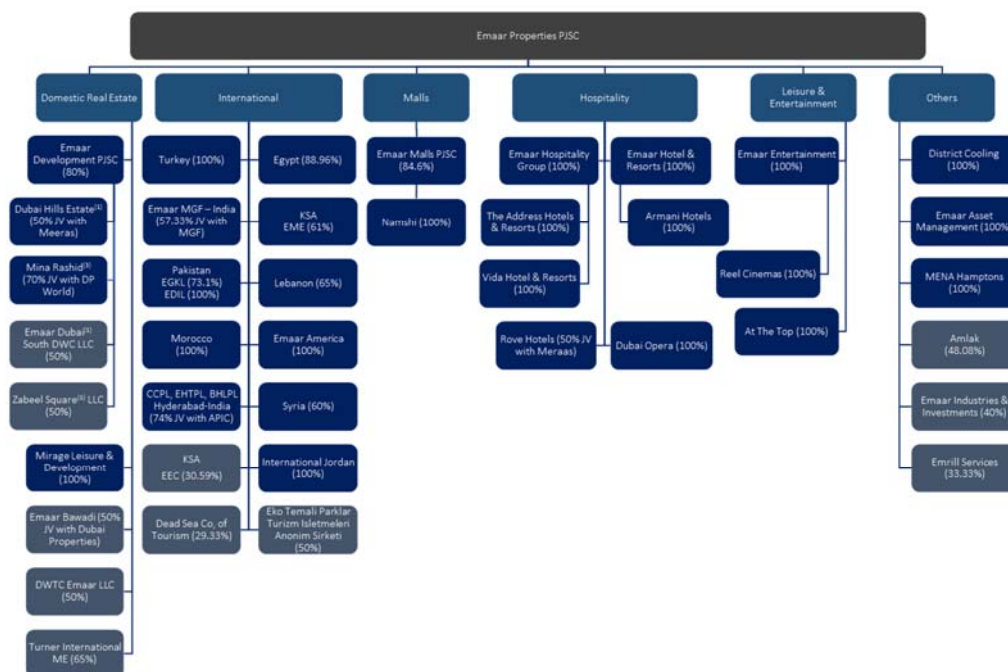 Emaar Properties PJSC
Domestic Real Estate
International
Malls
Hospitality
Leisure &
Entertainment
Others
Emaar
Development PJSC
(80%)
Dubai Hills Estate[1]
(50% JV with
Meeras)
Mina Rashid[3]
(70% JV with DP
World)
Emaar Dubai[1]
South DWC LLC
(50%)
Zabeel Square[1] LLC
(50%)
Mirage Leisure &
Development
(100%)
Emaar Bawadi (50%
JV with Dubai
Properties)
DWTC Emaar LLC
(50%)
Turner International
ME (65%)
Turkey (100%)
Egypt (88.96%)
Emaar MGF – India
(57.33% JV with
MGF)
KSA
EME (61%)
Pakistan
EGKL (73.1%)
EDIL (100%)
Lebanon (65%)
Morocco
(100%)
Emaar America
(100%)
CCPL, EHTPL, BHLPL
Hyderabad-India
(74% JV with APIC)
Syria (60%)
KSA
EEC (30.59%)
International Jordan
(100%)
Dead Sea Co, of
Tourism (29.33%)
Eko Temali Parklar
Turizm Isletmeleri
Anonim Sirketi
(50%)
Emaar Malls PJSC
(84.6%)
Namshi (100%)
Emaar Hospitality
Group (100%)
Emaar Hotel &
Resorts (100%)
The Address Hotels
& Resorts (100%)
Armani Hotels
(100%)
Vida Hotel & Resorts
(100%)
Rove Hotels (50% JV
with Meraas)
Dubai Opera (100%)
Emaar Entertainment
(100%)
Reel Cinemas (100%)
At The Top (100%)
District Cooling
(100%)
Emaar Asset
Management (100%)
MENA Hamptons
(100%)
Amlak
(48.08%)
Emaar Industries &
Investments (40%)
Emrill Services
(33.33%)